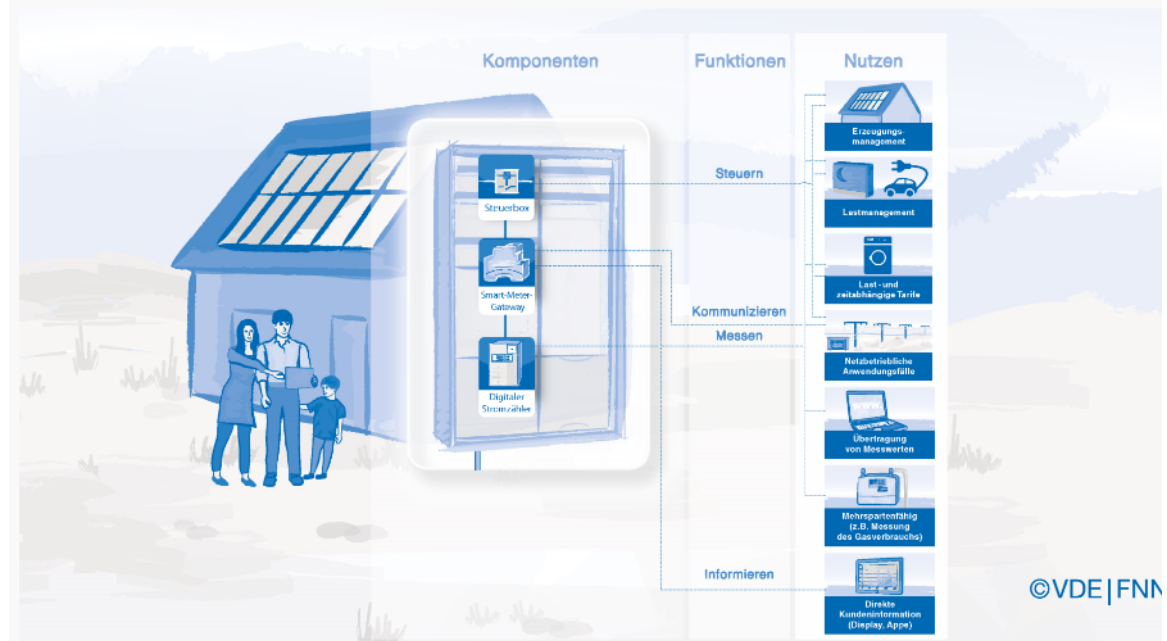 Komponenten
Funktionen
Nutzen
Steuerbox
Smart-Meter-
Gateway
Digitaler
Stromzähler
Steuern
Kommunizieren
Messen
Informieren
Erzeugungs-
management
Lastmanagement
Last- und
zeitabhängige Tarife
Netzbetriebliche
Anwendungsfälle
www.
Übertragung
von Messwerten
Mehrspartenfähig
(z.B. Messung
des Gasverbrauchs)
Direkte
Kundeninformation
(Display, Apps)
©VDE|FNN